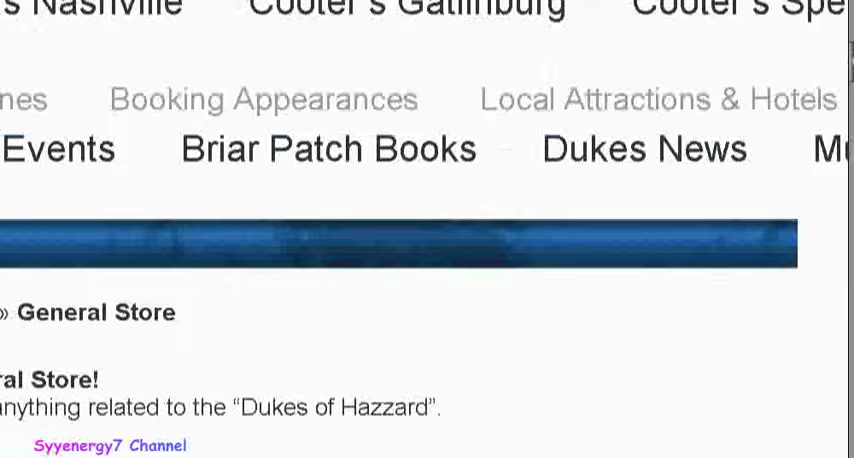 s Nashville Cooter's Gatlinburg Cooter's Spe
nes Booking Appearances Local Attractions & Hotels
Events Briar Patch Books Dukes News Mu
» General Store
ral Store!
anything related to the “Dukes of Hazzard”.
Syyenergy7 Channel